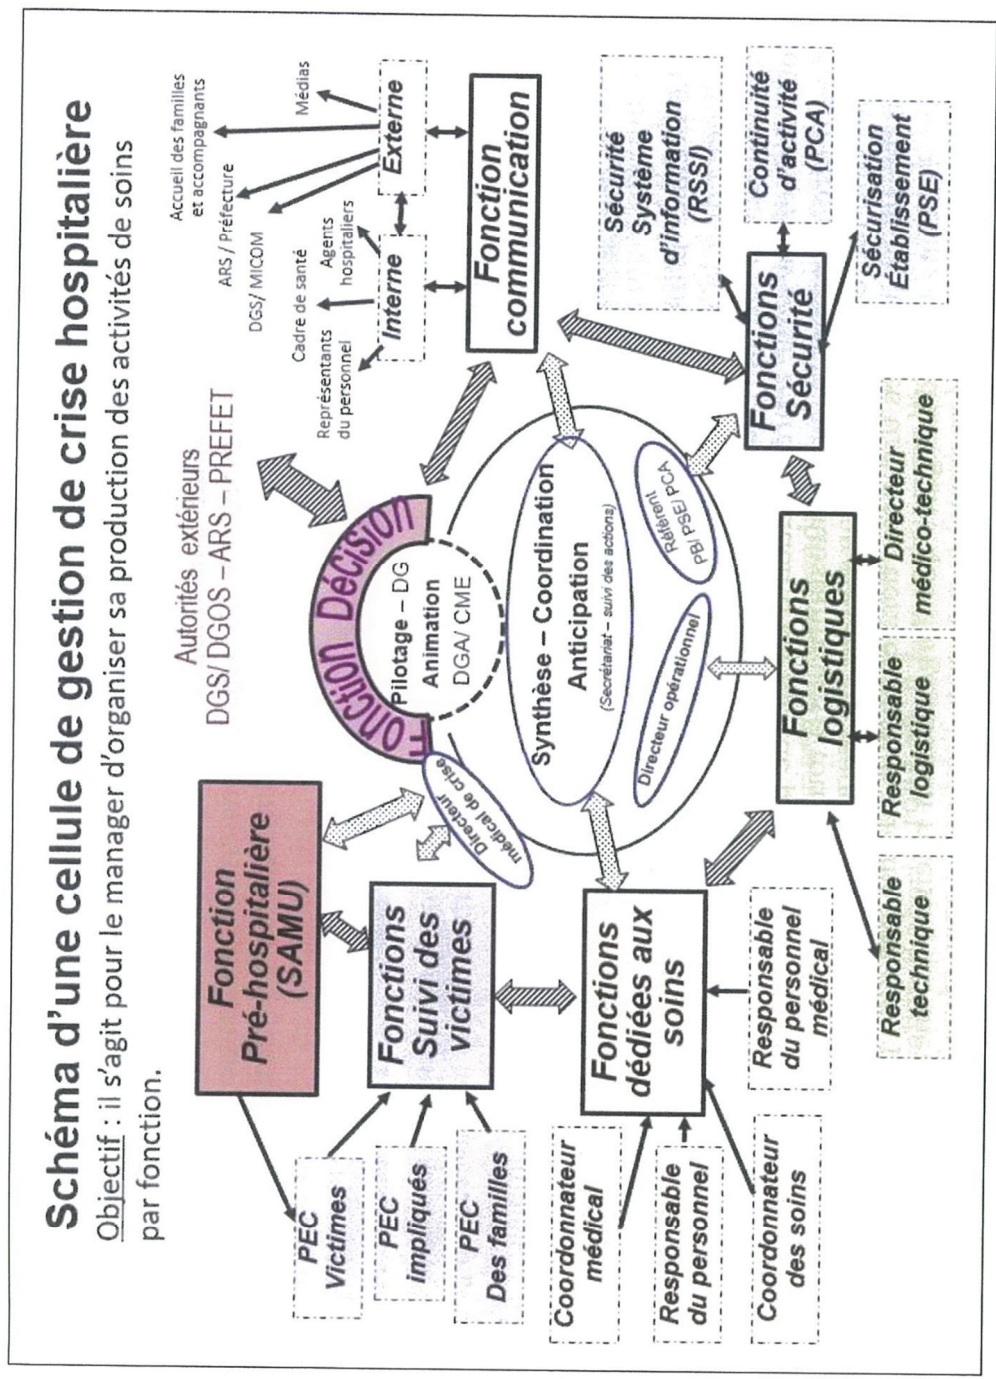 Schéma d'une cellule de gestion de crise hospitalière
Objectif : il s'agit pour le manager d'organiser sa production des activités de soins
par fonction.
Autorités extérieurs
DGS/ DGOS – ARS – PREFET
Fonction Décision
Pilotage – DG
Animation
DGA/ CME
Directeur
médical de crise
Synthèse – Coordination
Anticipation
(Secrétariat – suivi des actions)
Directeur opérationnel
Référent
PB/ PSE/ PCA
Fonction
Pré-hospitalière
(SAMU)
PEC
Victimes
PEC
impliqués
PEC
Des familles
Fonctions
Suivi des
victimes
Fonctions
dédiées aux
soins
Coordonnateur
médical
Responsable
du personnel
Coordonnateur
des soins
Responsable
du personnel
médical
Accueil des familles
et accompagnants
ARS / Préfecture
DGS/ MICOM
Médias
Cadre de santé
Représentants
du personnel
Agents
hospitaliers
Interne
Externe
Fonction
communication
Sécurité
Système
d'information
(RSSI)
Continuité
d'activité
(PCA)
Sécurisation
Établissement
(PSE)
Fonctions
Sécurité
Fonctions
logistiques
Responsable
technique
Responsable
logistique
Directeur
médico-technique